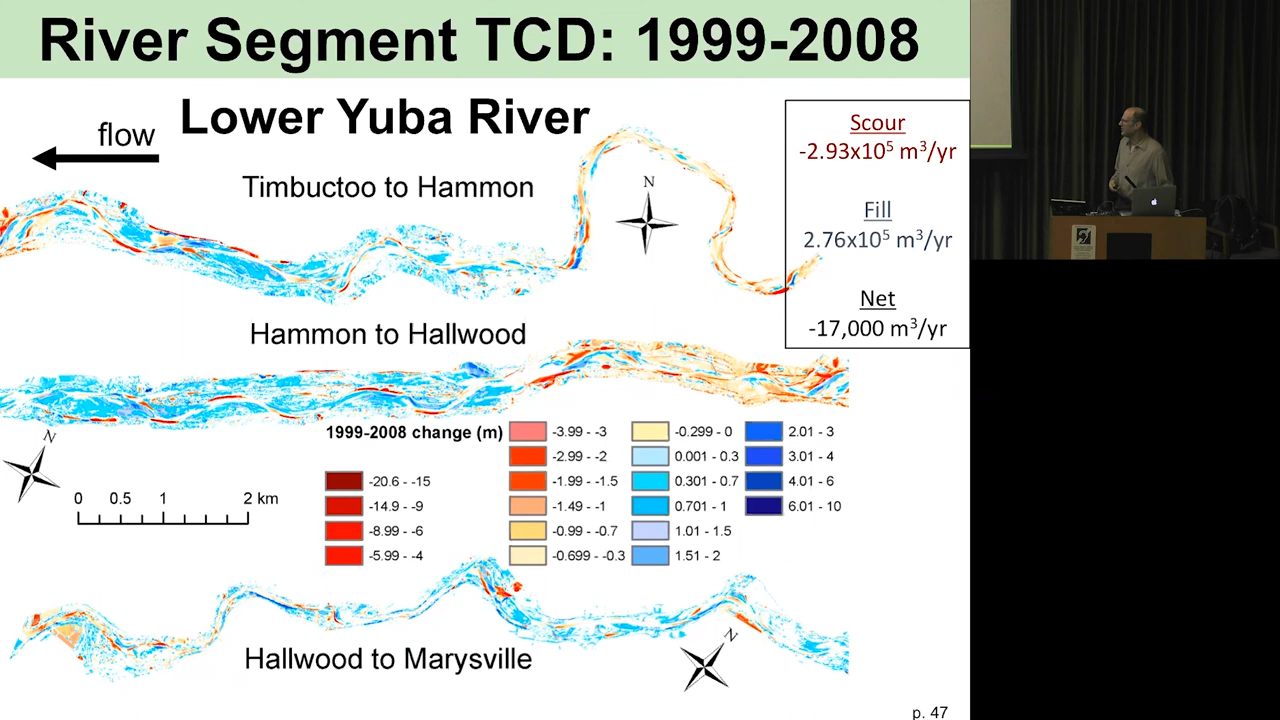 River Segment TCD: 1999-2008
Lower Yuba River
flow
Timbuctoo to Hammon
N
Scour
-2.93x10⁵ m³/yr
Fill
2.76x10⁵ m³/yr
Net
-17,000 m³/yr
Hammon to Hallwood
N
0 0.5 1 2 km
1999-2008 change (m)
-20.6 - -15
-14.9 - -9
-8.99 - -6
-5.99 - -4
-3.99 - -3
-2.99 - -2
-1.99 - -1.5
-1.49 - -1
-0.99 - -0.7
-0.699 - -0.3
-0.299 - 0
0.001 - 0.3
0.301 - 0.7
0.701 - 1
1.01 - 1.5
1.51 - 2
2.01 - 3
3.01 - 4
4.01 - 6
6.01 - 10
Hallwood to Marysville
N
p. 47